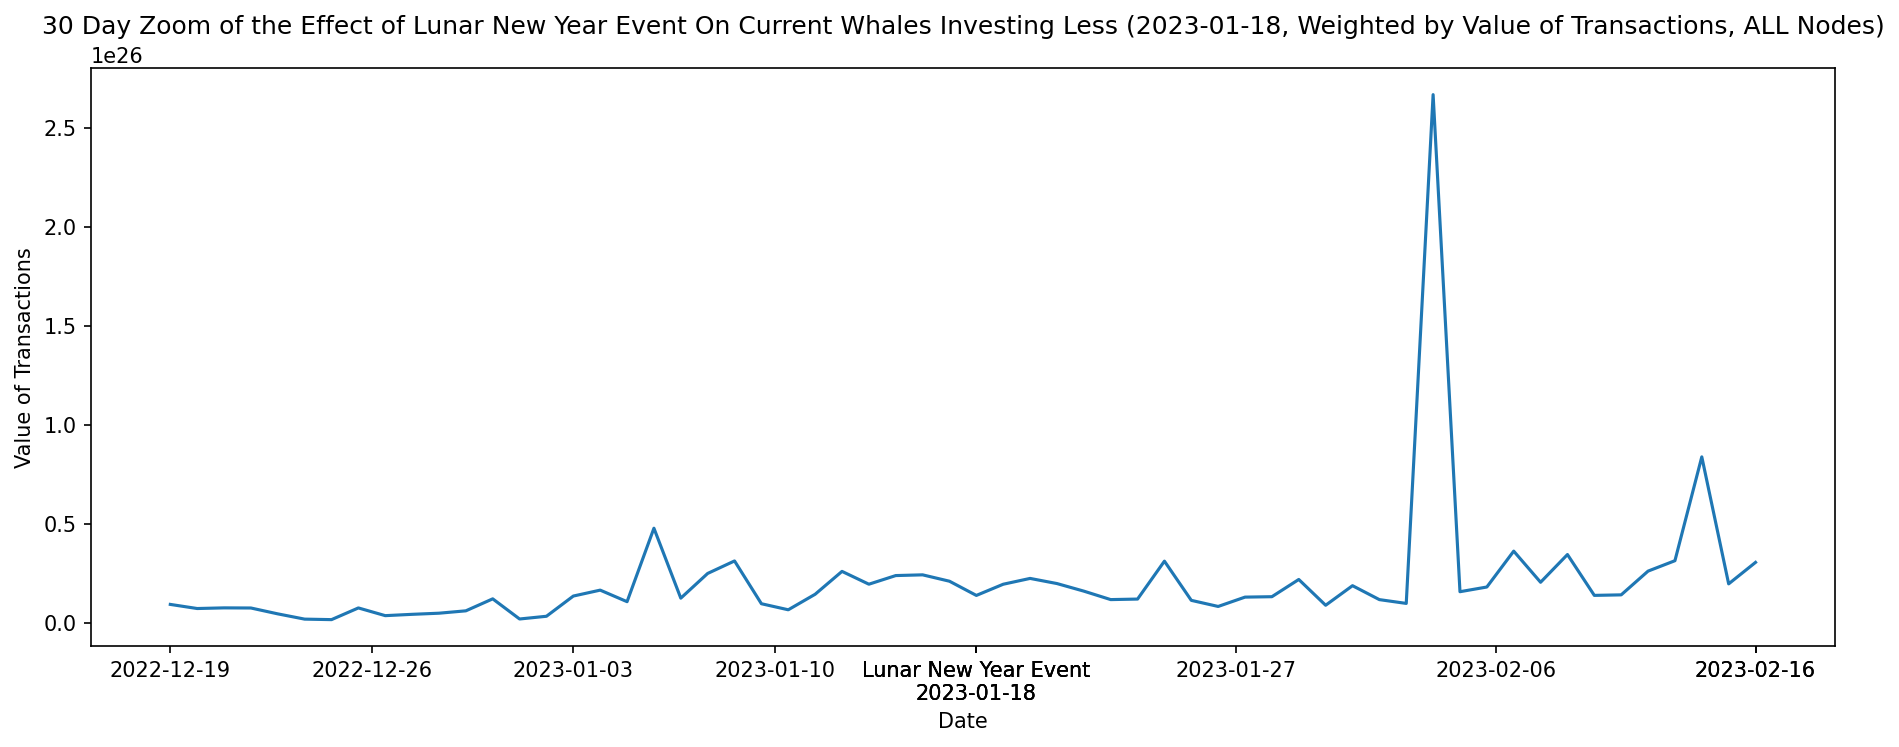 30 Day Zoom of the Effect of Lunar New Year Event On Current Whales Investing Less (2023-01-18, Weighted by Value of Transactions, ALL Nodes)
1e26
2.5
2.0
1.5
1.0
0.5
0.0
Value of Transactions
2022-12-19 2022-12-26 2023-01-03 2023-01-10 Lunar New Year Event 2023-01-27 2023-02-06 2023-02-16
2023-01-18
Date